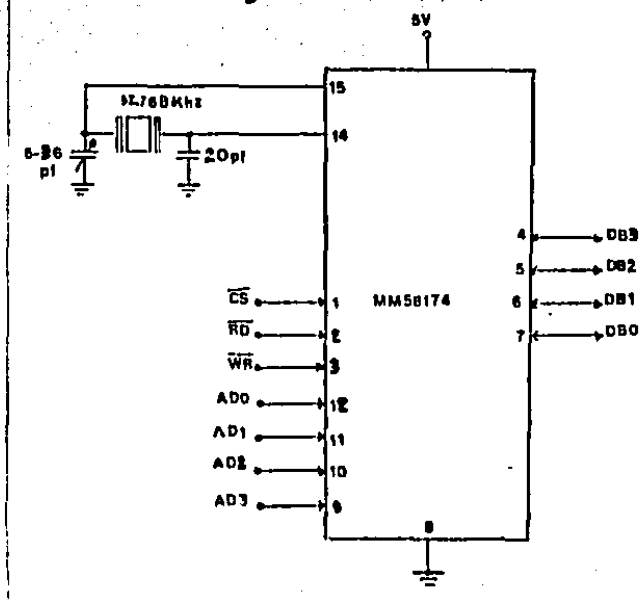 5V
15
32.768Khz
14
6-36
pf
20pf
4 DB3
5 DB2
MM58174
6 DB1
7 DB0
CS 1
RD 2
WR 3
AD0 12
AD1 11
AD2 10
AD3 9
8